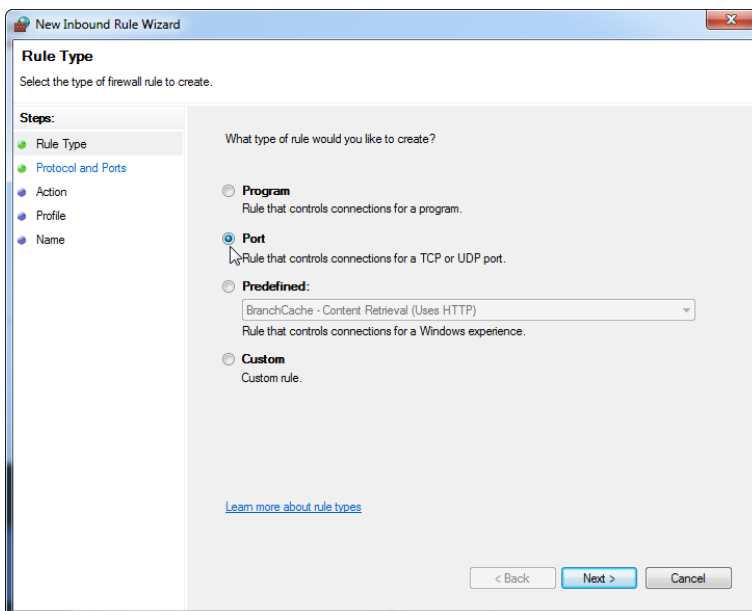 New Inbound Rule Wizard
Rule Type
Select the type of firewall rule to create.
Steps:
Rule Type
Protocol and Ports
Action
Profile
Name
What type of rule would you like to create?
Program
Rule that controls connections for a program.
Port
Rule that controls connections for a TCP or UDP port.
Predefined:
BranchCache - Content Retrieval (Uses HTTP)
Rule that controls connections for a Windows experience.
Custom
Custom rule.
Learn more about rule types
< Back
Next >
Cancel